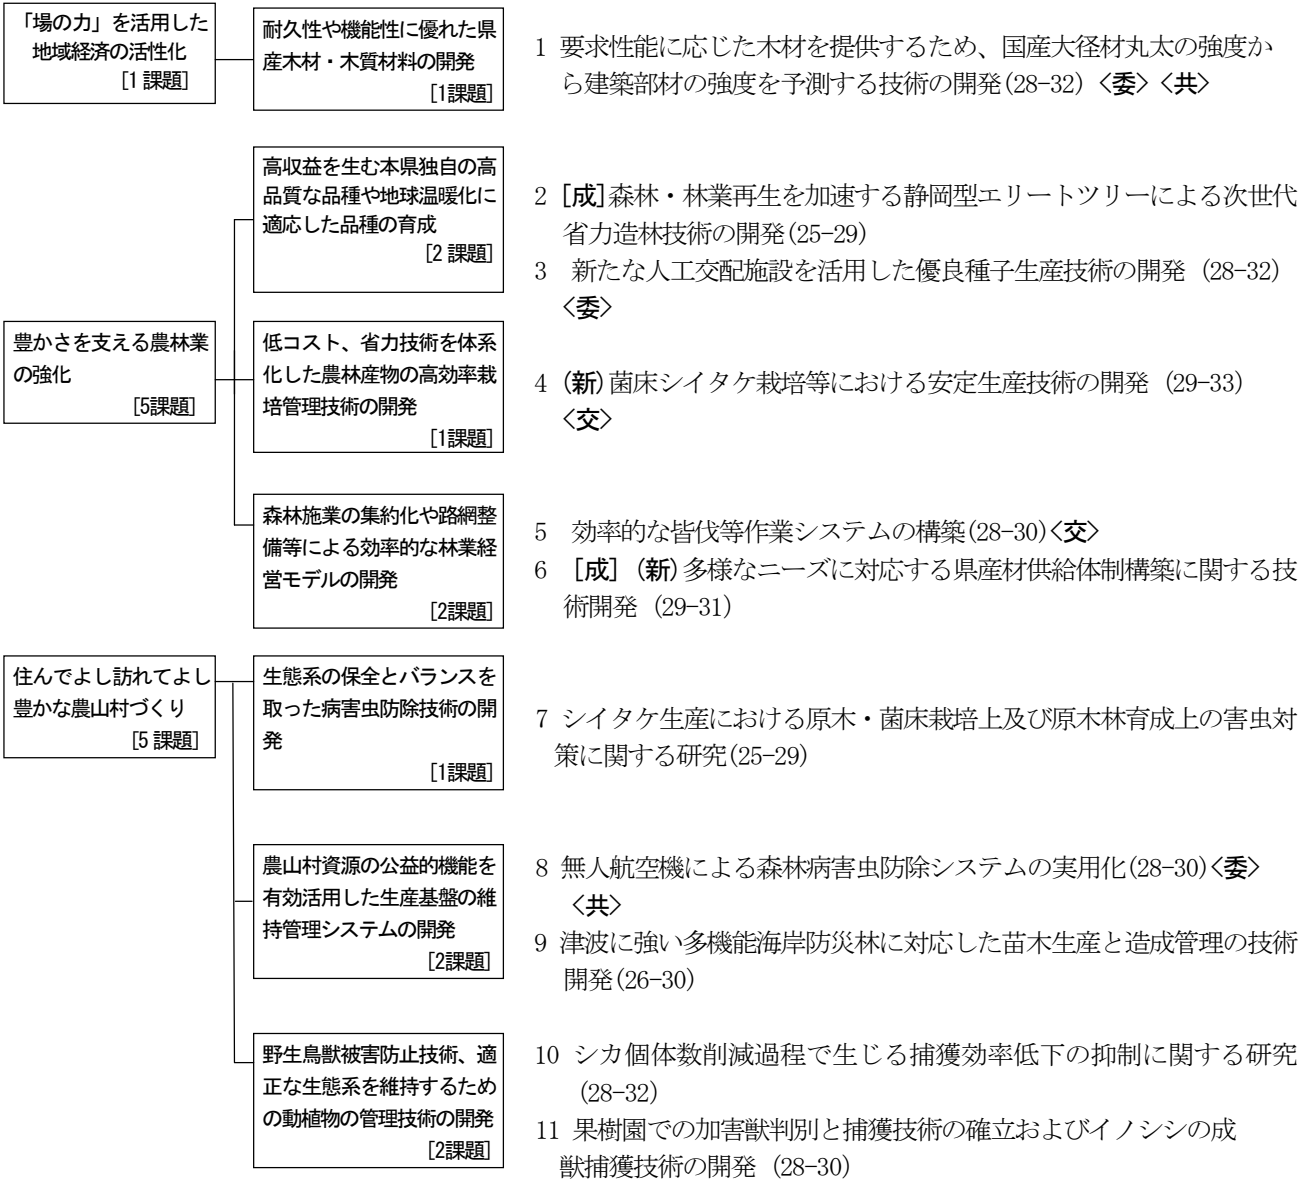 「場の力」を活用した
地域経済の活性化
[1 課題]
耐久性や機能性に優れた県
産木材・木質材料の開発
[1課題]
1 要求性能に応じた木材を提供するため、国産大径材丸太の強度か
ら建築部材の強度を予測する技術の開発(28-32) <委> <共>
高収益を生む本県独自の高
品質な品種や地球温暖化に
適応した品種の育成
[2 課題]
2 [成]森林・林業再生を加速する静岡型エリートツリーによる次世代
省力造林技術の開発(25-29)
3 新たな人工交配施設を活用した優良種子生産技術の開発 (28-32)
<委>
豊かさを支える農林業
の強化
[5課題]
低コスト、省力技術を体系
化した農林産物の高効率栽
培管理技術の開発
[1課題]
4 (新)菌床シイタケ栽培等における安定生産技術の開発 (29-33)
<交>
森林施業の集約化や路網整
備等による効率的な林業経
営モデルの開発
[2課題]
5 効率的な皆伐等作業システムの構築(28-30)<交>
6 [成] (新)多様なニーズに対応する県産材供給体制構築に関する技
術開発 (29-31)
住んでよし訪れてよし
豊かな農山村づくり
[5 課題]
生態系の保全とバランスを
取った病害虫防除技術の開
発
[1課題]
7 シイタケ生産における原木・菌床栽培上及び原木林育成上の害虫対
策に関する研究(25-29)
農山村資源の公益的機能を
有効活用した生産基盤の維
持管理システムの開発
[2課題]
8 無人航空機による森林病害虫防除システムの実用化(28-30)<委>
<共>
9 津波に強い多機能海岸防災林に対応した苗木生産と造成管理の技術
開発(26-30)
野生鳥獣被害防止技術、適
正な生態系を維持するため
の動植物の管理技術の開発
[2課題]
10 シカ個体数削減過程で生じる捕獲効率低下の抑制に関する研究
(28-32)
11 果樹園での加害獣判別と捕獲技術の確立およびイノシシの成
獣捕獲技術の開発 (28-30)